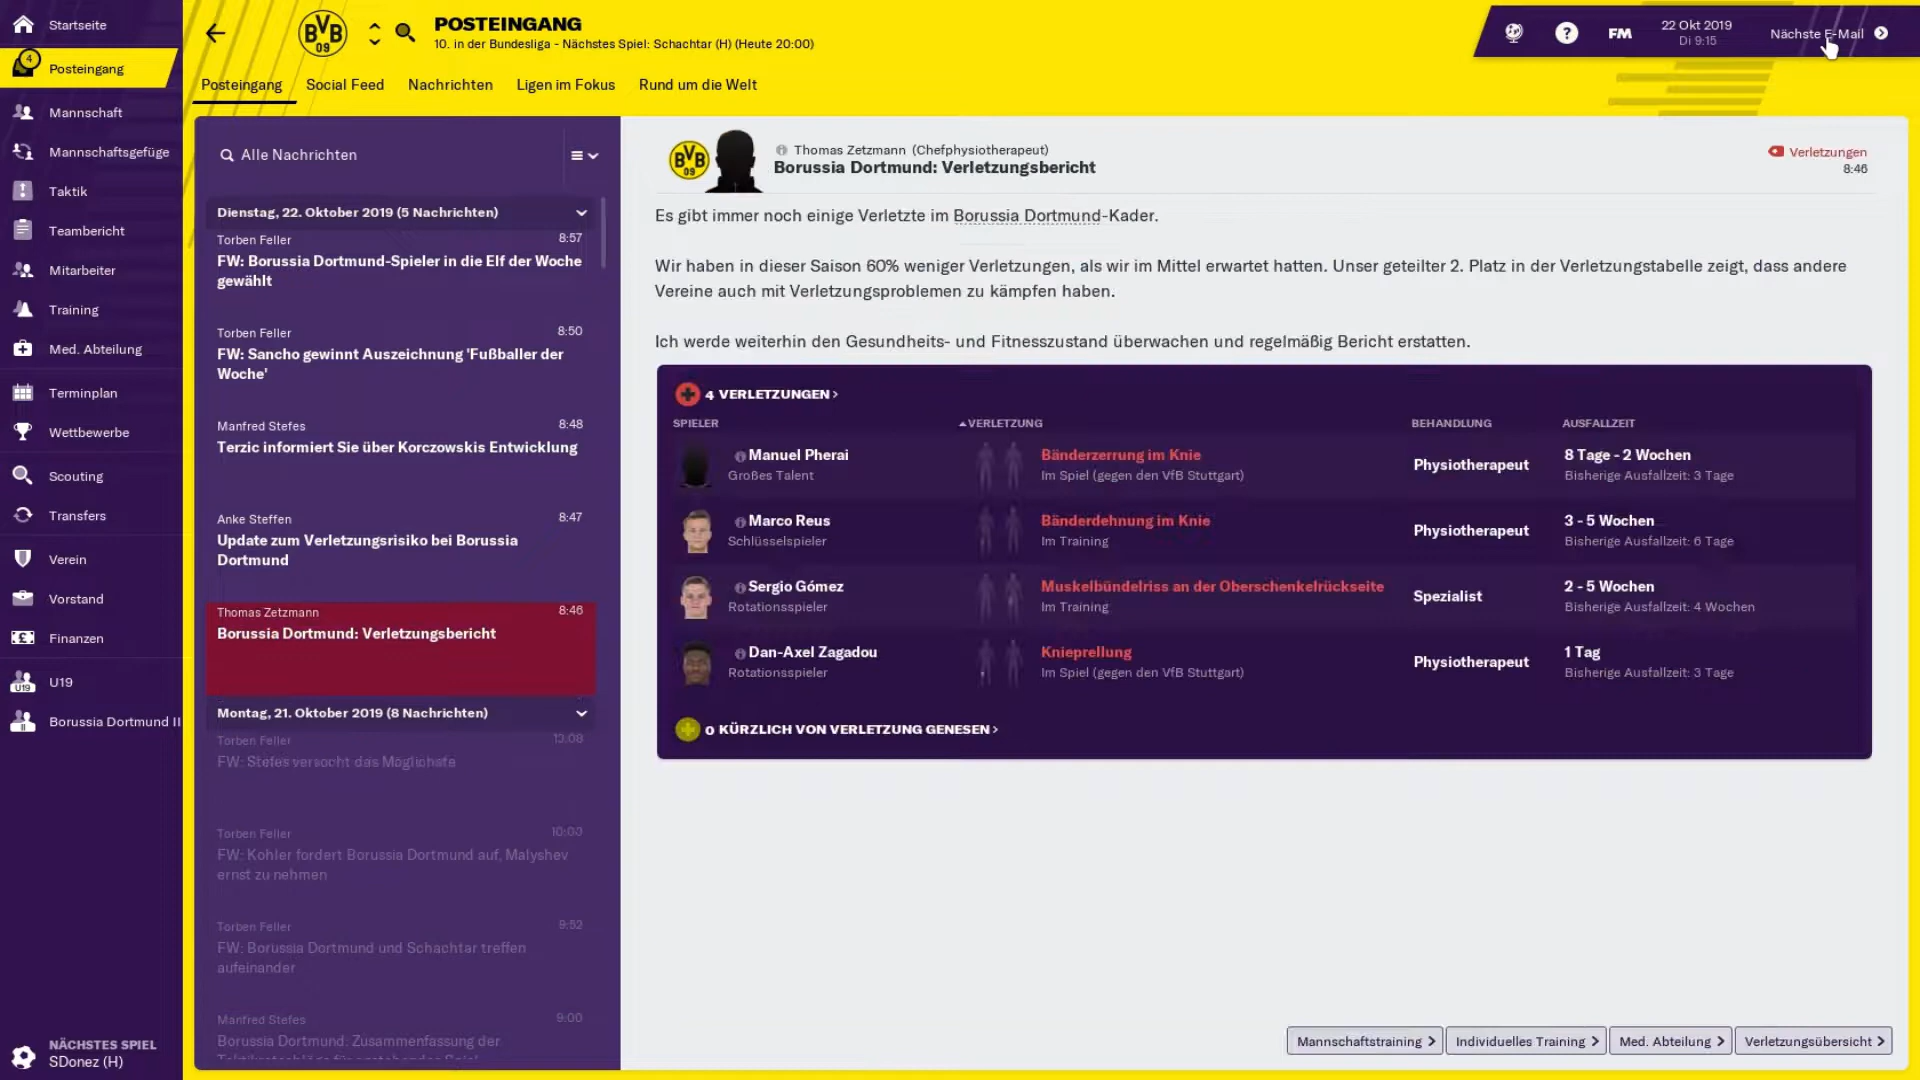 Startseite
4
Posteingang
Mannschaft
Mannschaftsgefüge
Taktik
Teambericht
Mitarbeiter
Training
Med. Abteilung
Terminplan
Wettbewerbe
Scouting
Transfers
Verein
Vorstand
Finanzen
U19
U19
Borussia Dortmund II
NÄCHSTES SPIEL
SDonez (H)
BVB
09
POSTEINGANG
10. in der Bundesliga - Nächstes Spiel: Schachtar (H) (Heute 20:00)
?
FM
22 Okt 2019
Di 9:15
Nächste E-Mail
Posteingang
Social Feed
Nachrichten
Ligen im Fokus
Rund um die Welt
Alle Nachrichten
Dienstag, 22. Oktober 2019 (5 Nachrichten)
Torben Feller 8:57
FW: Borussia Dortmund-Spieler in die Elf der Woche
gewählt
Torben Feller 8:50
FW: Sancho gewinnt Auszeichnung 'Fußballer der
Woche'
Manfred Stefes 8:48
Terzic informiert Sie über Korczowskis Entwicklung
Anke Steffen 8:47
Update zum Verletzungsrisiko bei Borussia
Dortmund
Thomas Zetzmann 8:46
Borussia Dortmund: Verletzungsbericht
Montag, 21. Oktober 2019 (8 Nachrichten)
Torben Feller
FW: Stefes versocht das Möglichste
Torben Feller 10:00
FW: Kohler fordert Borussia Dortmund auf, Malyshev
ernst zu nehmen
Torben Feller 9:52
FW: Borussia Dortmund und Schachtar treffen
aufeinander
Manfred Stefes 9:00
Borussia Dortmund: Zusammenfassung der
BVB
09
Thomas Zetzmann (Chefphysiotherapeut)
Borussia Dortmund: Verletzungsbericht
Verletzungen
8:46
Es gibt immer noch einige Verletzte im Borussia Dortmund-Kader.
Wir haben in dieser Saison 60% weniger Verletzungen, als wir im Mittel erwartet hatten. Unser geteilter 2. Platz in der Verletzungstabelle zeigt, dass andere
Vereine auch mit Verletzungsproblemen zu kämpfen haben.
Ich werde weiterhin den Gesundheits- und Fitnesszustand überwachen und regelmäßig Bericht erstatten.
4 VERLETZUNGEN >
SPIELER VERLETZUNG BEHANDLUNG AUSFALLZEIT
Manuel Pherai Bänderzerrung im Knie Physiotherapeut 8 Tage - 2 Wochen
Großes Talent Im Spiel (gegen den VfB Stuttgart) Bisherige Ausfallzeit: 3 Tage
Marco Reus Bänderdehnung im Knie Physiotherapeut 3 - 5 Wochen
Schlüsselspieler Im Training Bisherige Ausfallzeit: 6 Tage
Sergio Gómez Muskelbündelriss an der Oberschenkelrückseite Spezialist 2 - 5 Wochen
Rotationsspieler Im Training Bisherige Ausfallzeit: 4 Wochen
Dan-Axel Zagadou Knieprellung Physiotherapeut 1 Tag
Rotationsspieler Im Spiel (gegen den VfB Stuttgart) Bisherige Ausfallzeit: 3 Tage
0 KÜRZLICH VON VERLETZUNG GENESEN >
Mannschaftstraining >
Individuelles Training >
Med. Abteilung >
Verletzungsübersicht >